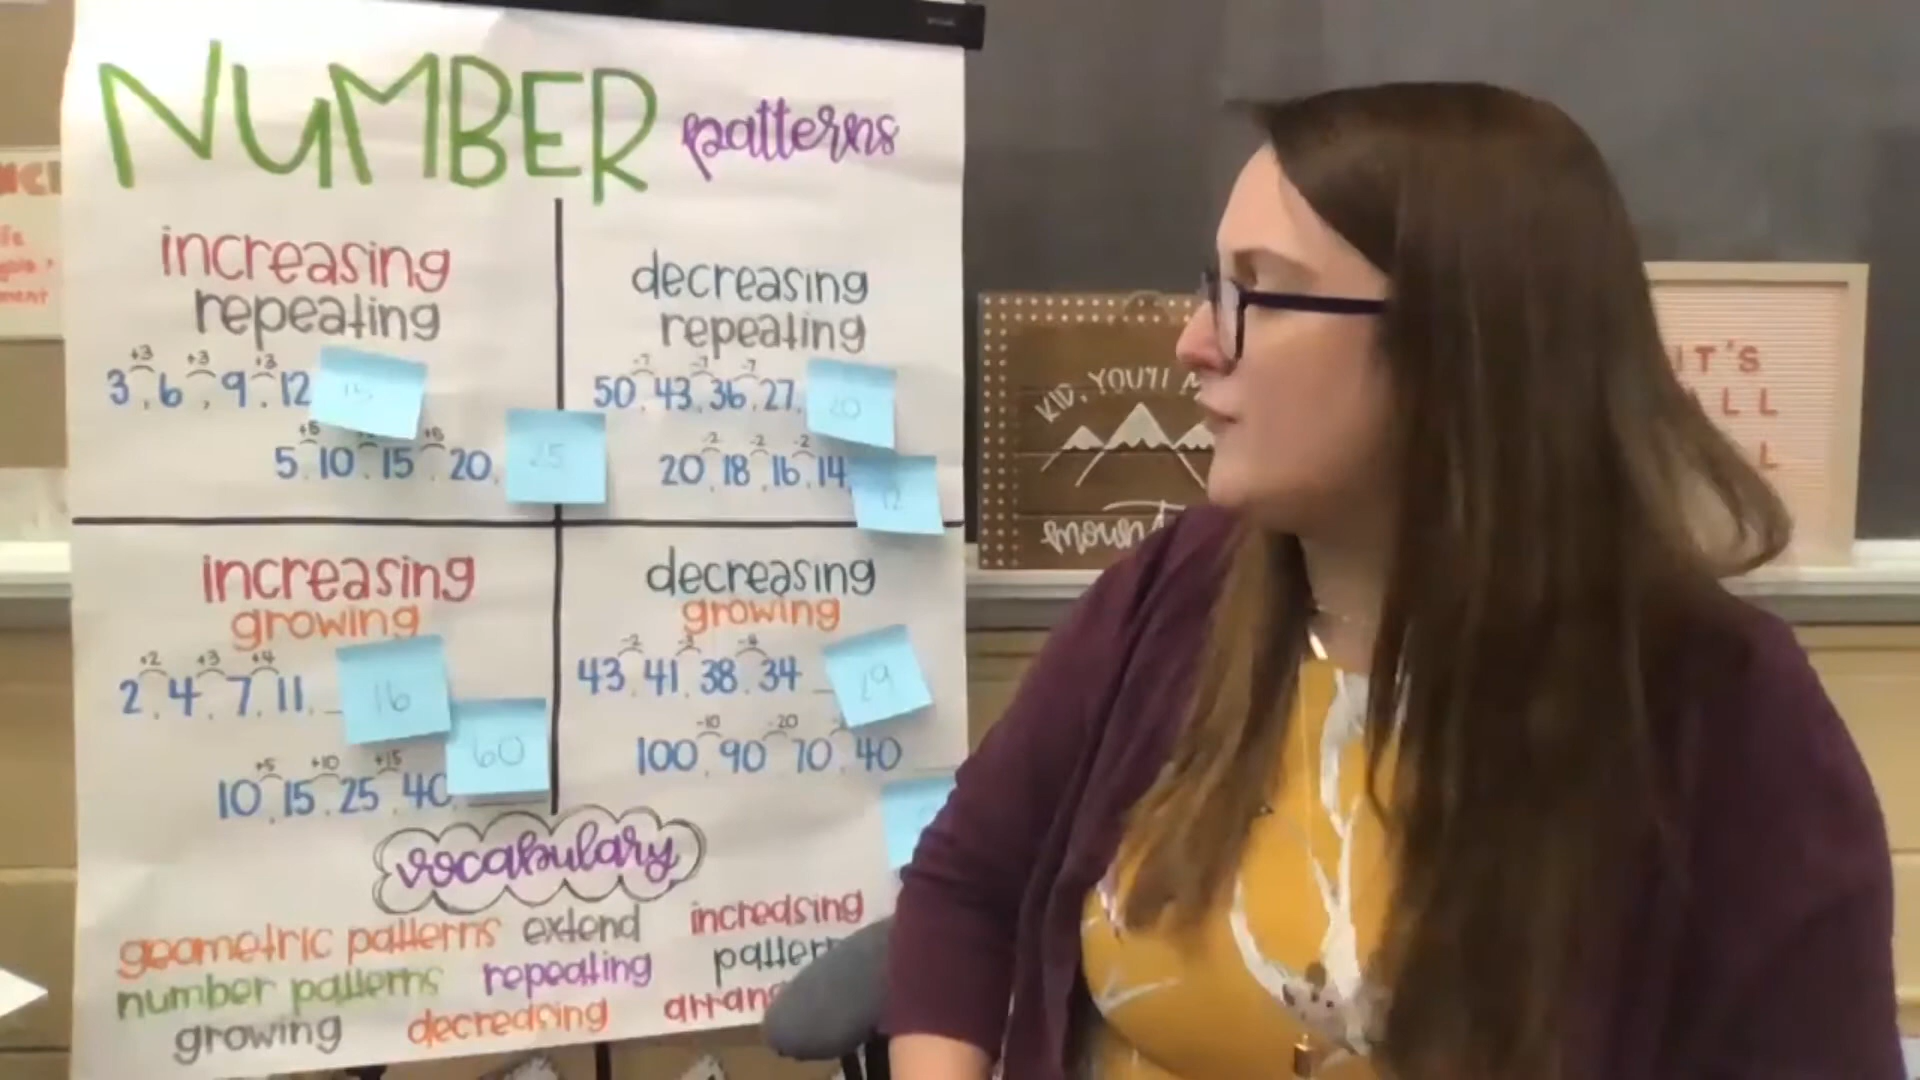 NUMBER patterns
increasing
repeating
+3 +3 +3
3, 6, 9, 12 15
+5 +5
5, 10, 15, 20, 25
decreasing
repeating
-7 -7 -7
50, 43, 36, 27, 20
-2 -2 -2
20, 18, 16, 14, 12
increasing
growing
+2 +3 +4
2, 4, 7, 11, _ 16
+5 +10 +15
10, 15, 25, 40 60
decreasing
growing
-2 -3 -4
43, 41, 38, 34 _ 29
-10 -20
100, 90, 70, 40
vocabulary
geometric patterns extend increasing
number patterns repeating
growing decreasing
KID, YOU'll
IT'S